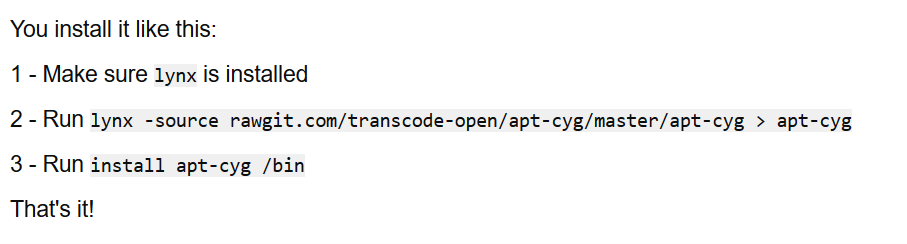 You install it like this:
1 - Make sure lynx is installed
2 - Run lynx -source rawgit.com/transcode-open/apt-cyg/master/apt-cyg > apt-cyg
3 - Run install apt-cyg /bin
That's it!